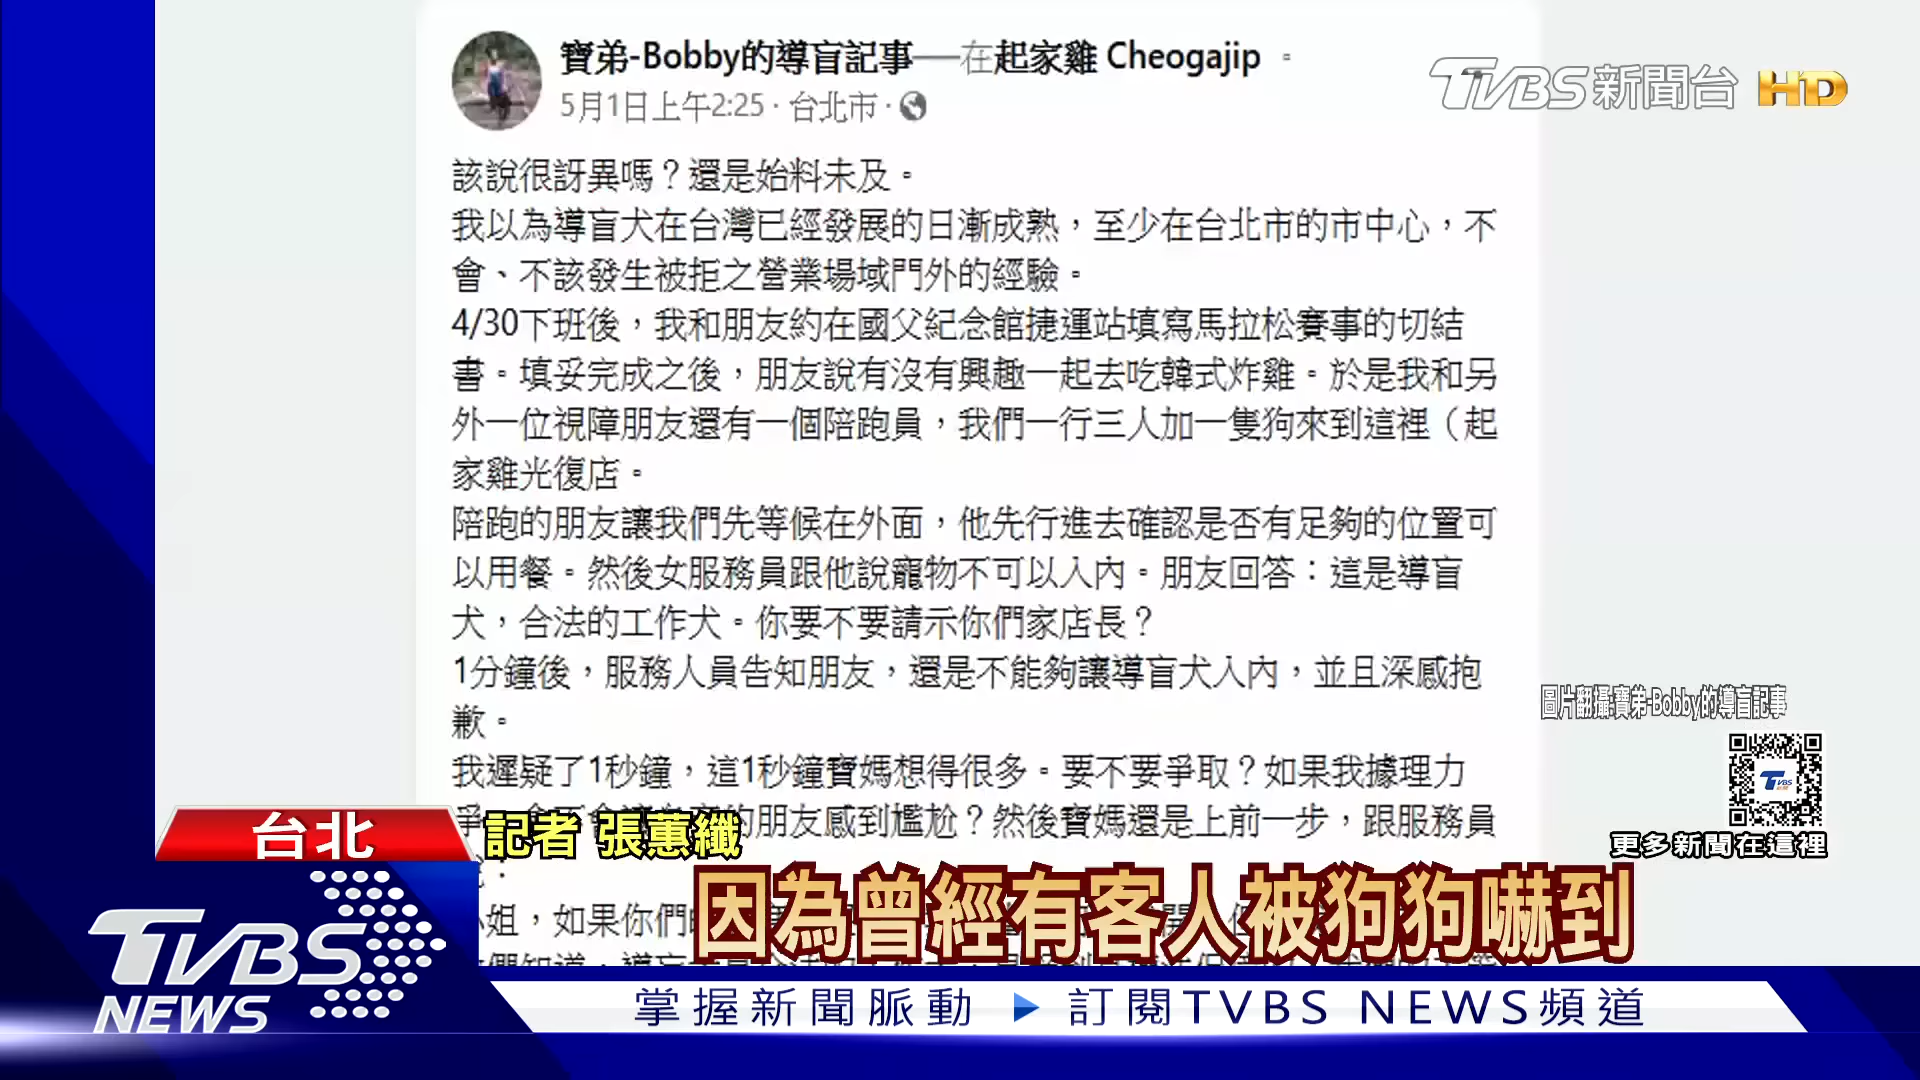 寶弟-Bobby的導盲記事──在起家雞 Cheogajip。
5月1日上午2:25·台北市·
TVBS新聞台 HD
該說很訝異嗎？還是始料未及。
我以為導盲犬在台灣已經發展的日漸成熟，至少在台北市的市中心，不
會、不該發生被拒之營業場域門外的經驗。
4/30下班後，我和朋友約在國父紀念館捷運站填寫馬拉松賽事的切結
書。填妥完成之後，朋友說有沒有興趣一起去吃韓式炸雞。於是我和另
外一位視障朋友還有一個陪跑員，我們一行三人加一隻狗來到這裡（起
家雞光復店。
陪跑的朋友讓我們先等候在外面，他先行進去確認是否有足夠的位置可
以用餐。然後女服務員跟他說寵物不可以入內。朋友回答：這是導盲
犬，合法的工作犬。你要不要請示你們家店長？
1分鐘後，服務人員告知朋友，還是不能夠讓導盲犬入內，並且深感抱
歉。
圖片翻攝:寶弟-Bobby的導盲記事
我遲疑了1秒鐘，這1秒鐘寶媽想得很多。要不要爭取？如果我據理力
的朋友感到尷尬？然後寶媽還是上前一步，跟服務員
更多新聞在這裡
台北
記者 張蕙纖
姐，如果你們
因為曾經有客人被狗狗嚇到
TVBS NEWS
掌握新聞脈動 ▶ 訂閱TVBS NEWS頻道